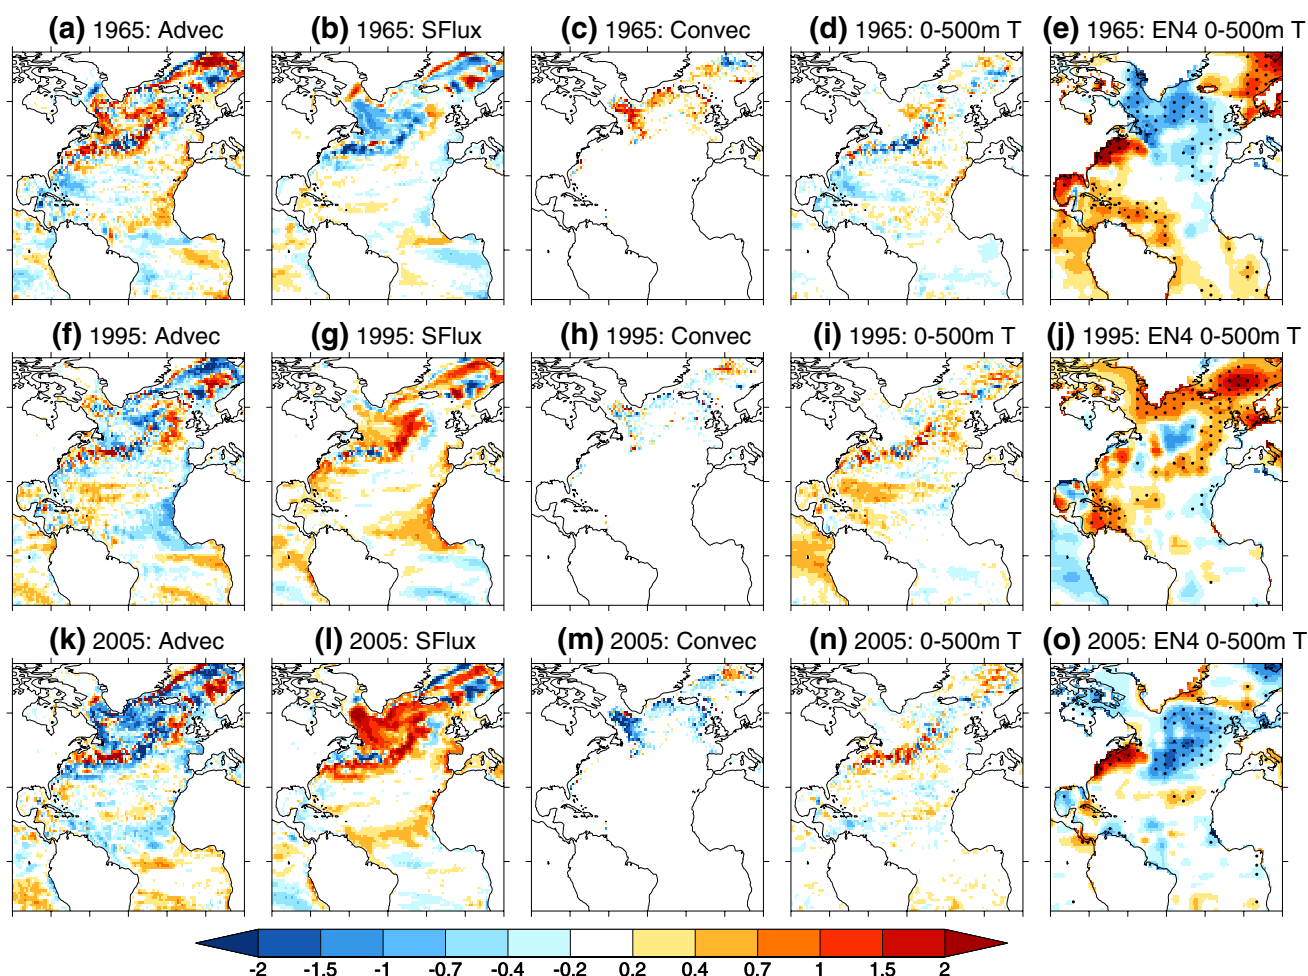 (a) 1965: Advec
(b) 1965: SFlux
(c) 1965: Convec
(d) 1965: 0-500m T
(e) 1965: EN4 0-500m T
(f) 1995: Advec
(g) 1995: SFlux
(h) 1995: Convec
(i) 1995: 0-500m T
(j) 1995: EN4 0-500m T
(k) 2005: Advec
(l) 2005: SFlux
(m) 2005: Convec
(n) 2005: 0-500m T
(o) 2005: EN4 0-500m T
-2 -1.5 -1 -0.7 -0.4 -0.2 0.2 0.4 0.7 1 1.5 2